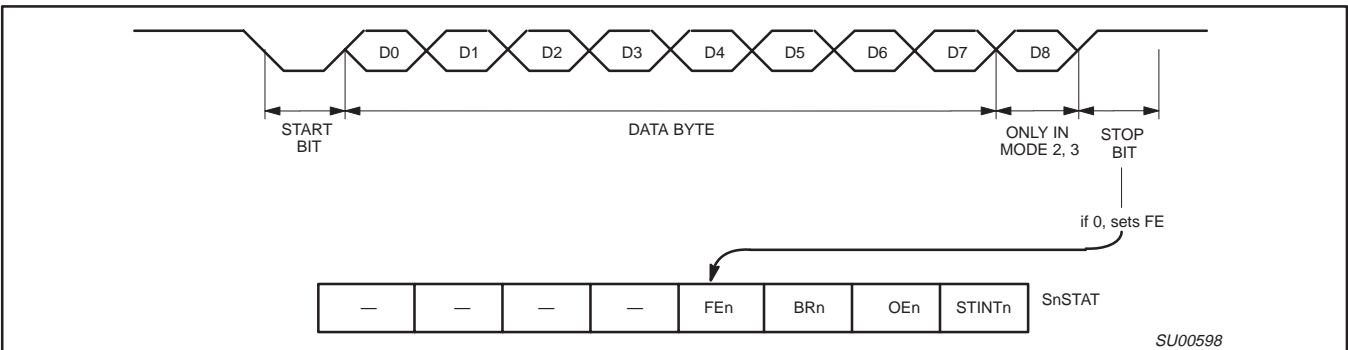 D0 D1 D2 D3 D4 D5 D6 D7 D8
START
BIT
DATA BYTE
ONLY IN
MODE 2, 3
STOP
BIT
if 0, sets FE
— — — — FEn BRn OEn STINTn SnSTAT
SU00598